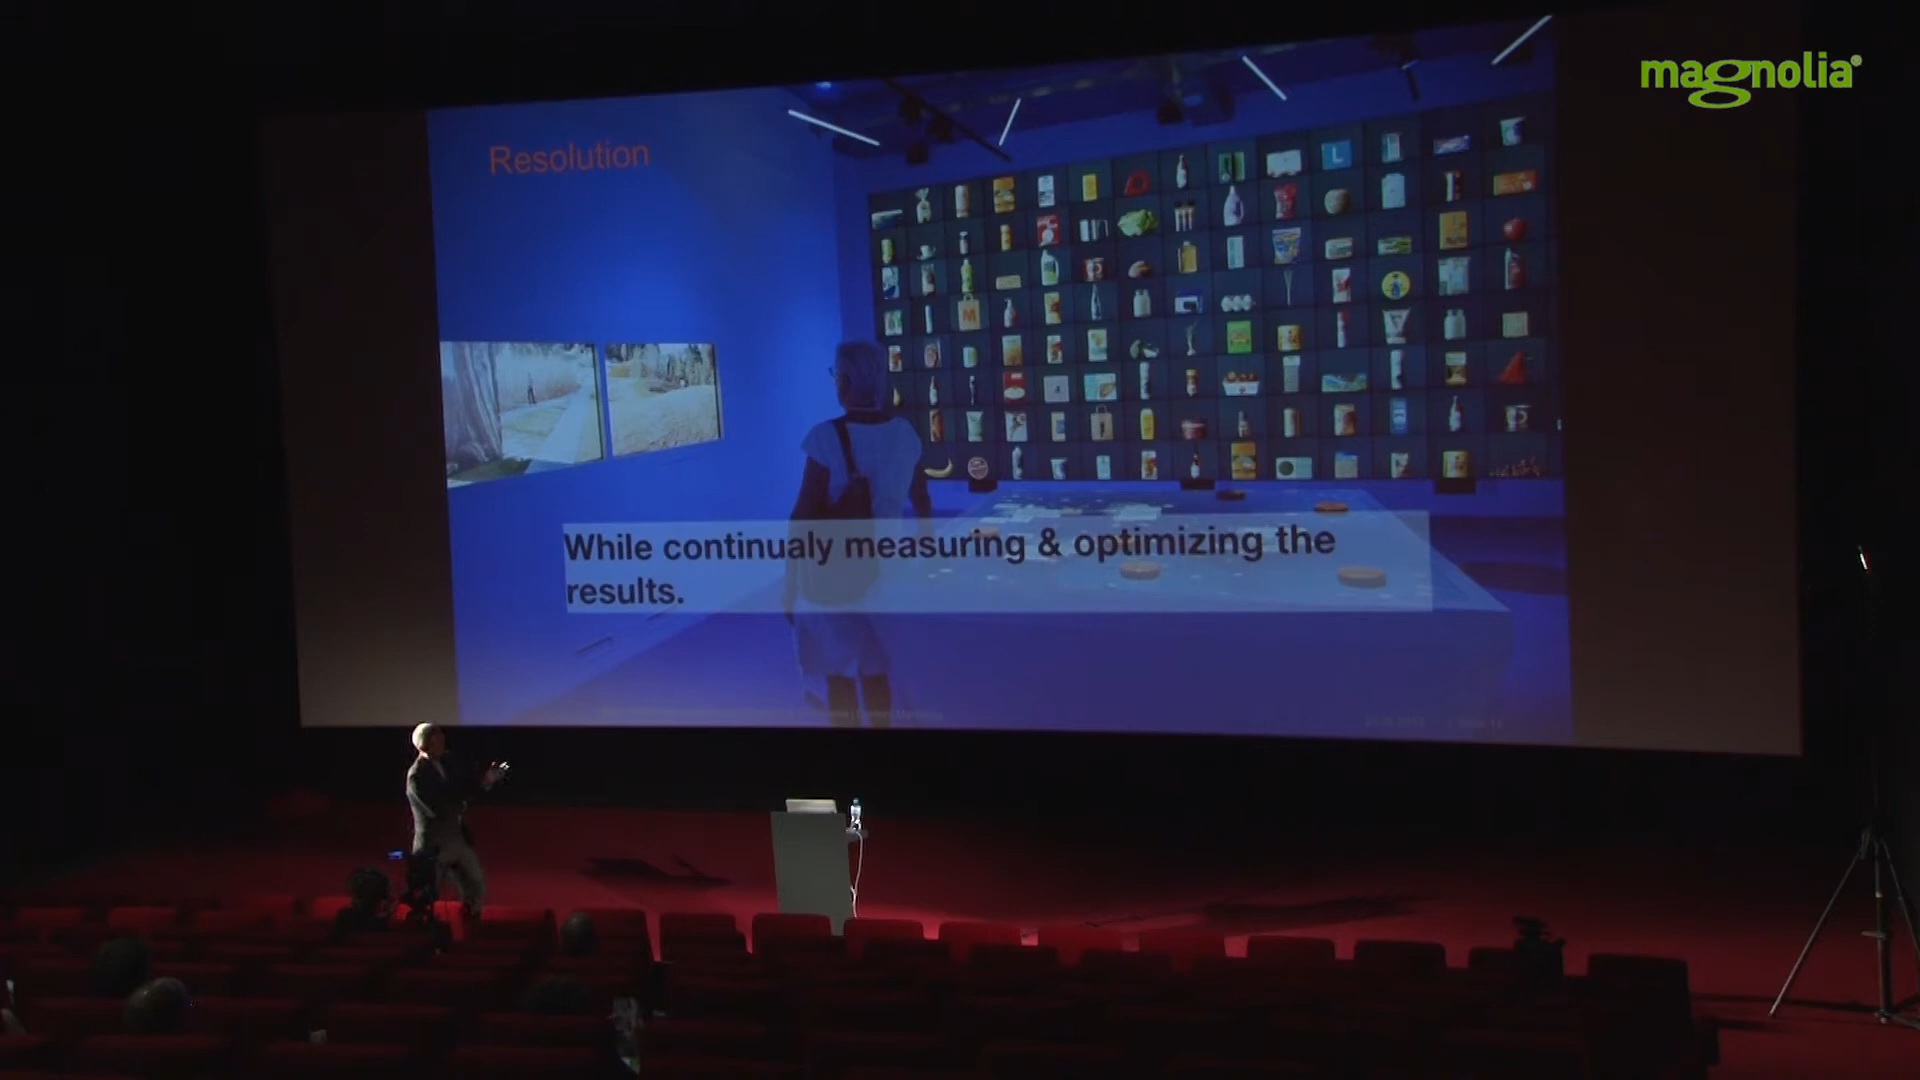 magnolia
Resolution
While continualy measuring & optimizing the
results.
M
L